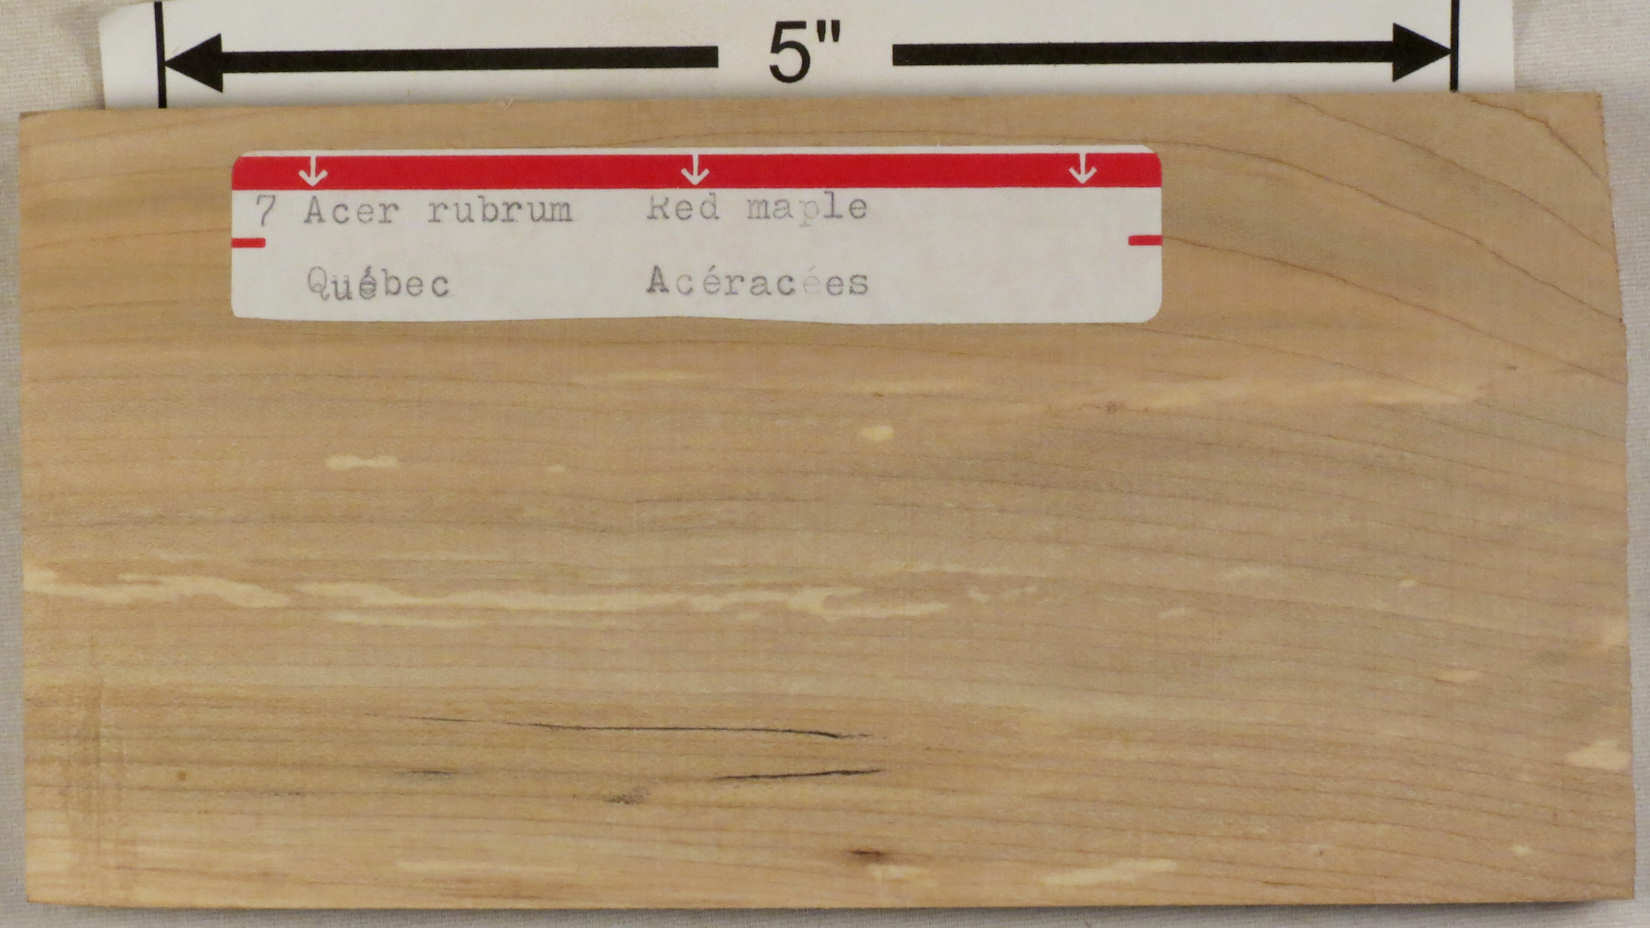 5"
7 Acer rubrum Red maple
Québec Acéracées